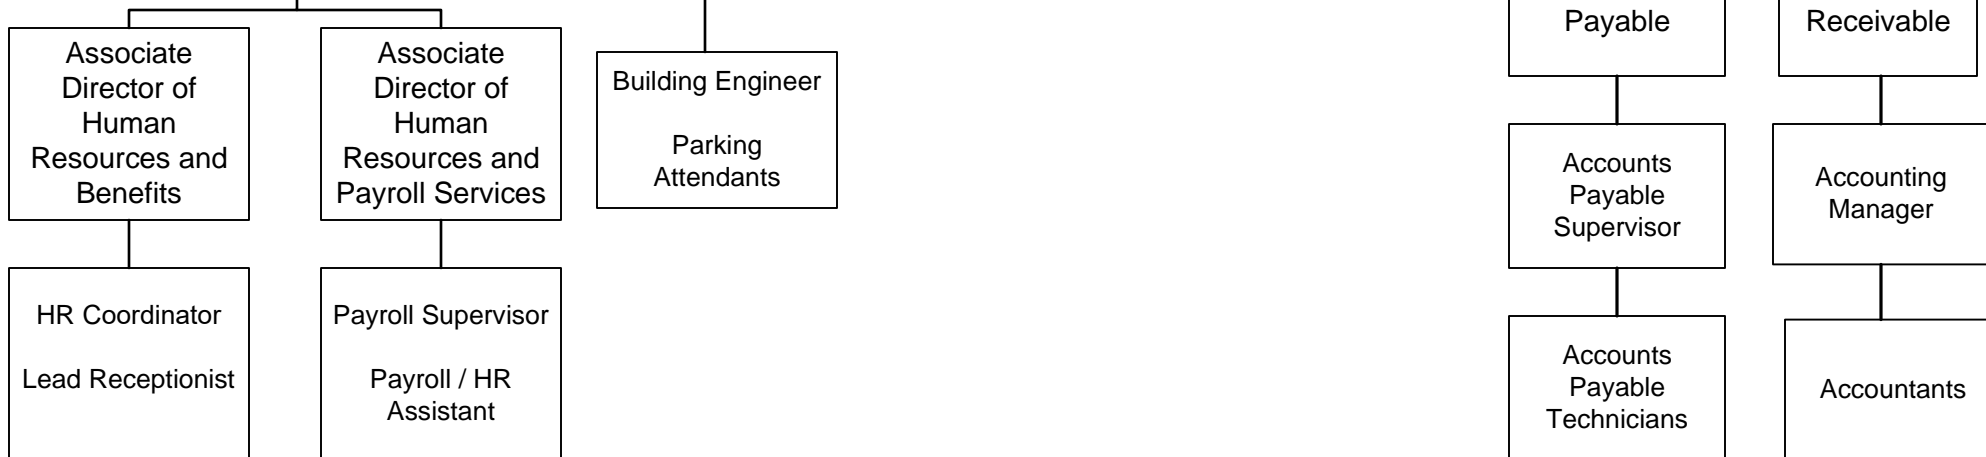 Associate
Director of
Human
Resources and
Benefits
Associate
Director of
Human
Resources and
Payroll Services
Building Engineer
Parking
Attendants
Payable
Receivable
Accounts
Payable
Supervisor
Accounting
Manager
HR Coordinator
Lead Receptionist
Payroll Supervisor
Payroll / HR
Assistant
Accounts
Payable
Technicians
Accountants